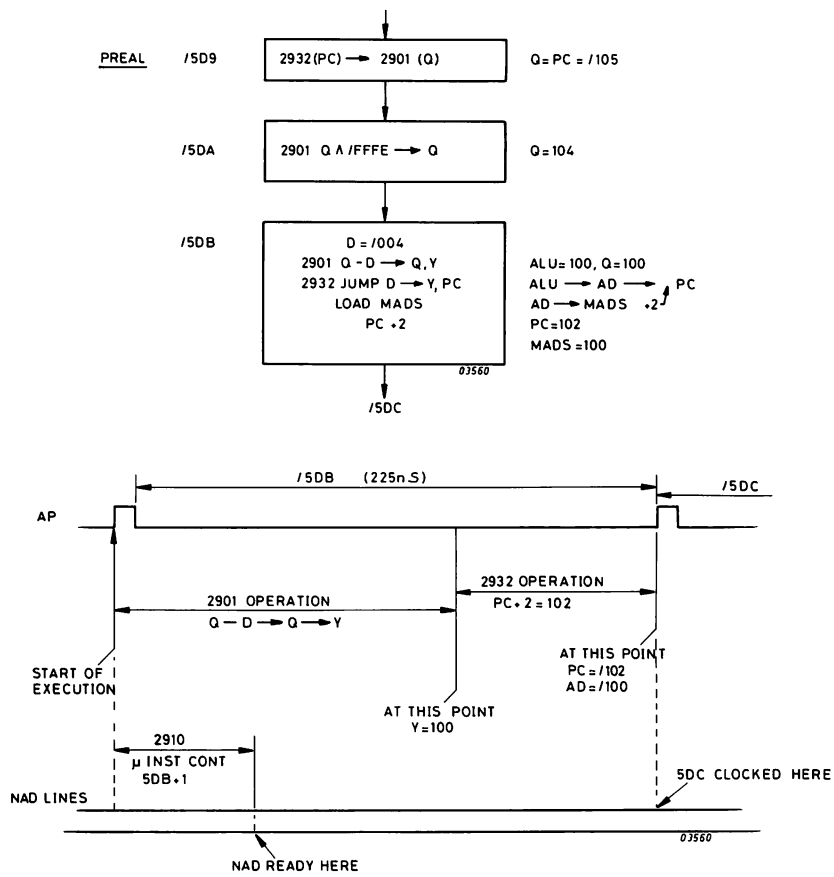 PREAL /5D9 2932(PC) → 2901 (Q) Q=PC=/105
/5DA 2901 Q ∧ /FFFE → Q Q=104
/5DB D=/004
2901 Q-D → Q,Y ALU=100, Q=100
2932 JUMP D → Y, PC ALU → AD → PC
LOAD MADS AD → MADS +2
PC +2 PC=102
MADS=100
03560
/5DC
/5DB (225nS) /5DC
AP
2901 OPERATION
Q - D → Q → Y
2932 OPERATION
PC+2=102
START OF
EXECUTION
AT THIS POINT
Y=100
AT THIS POINT
PC=/102
AD=/100
2910
μ INST CONT
5DB+1
NAD LINES
5DC CLOCKED HERE
NAD READY HERE
03560